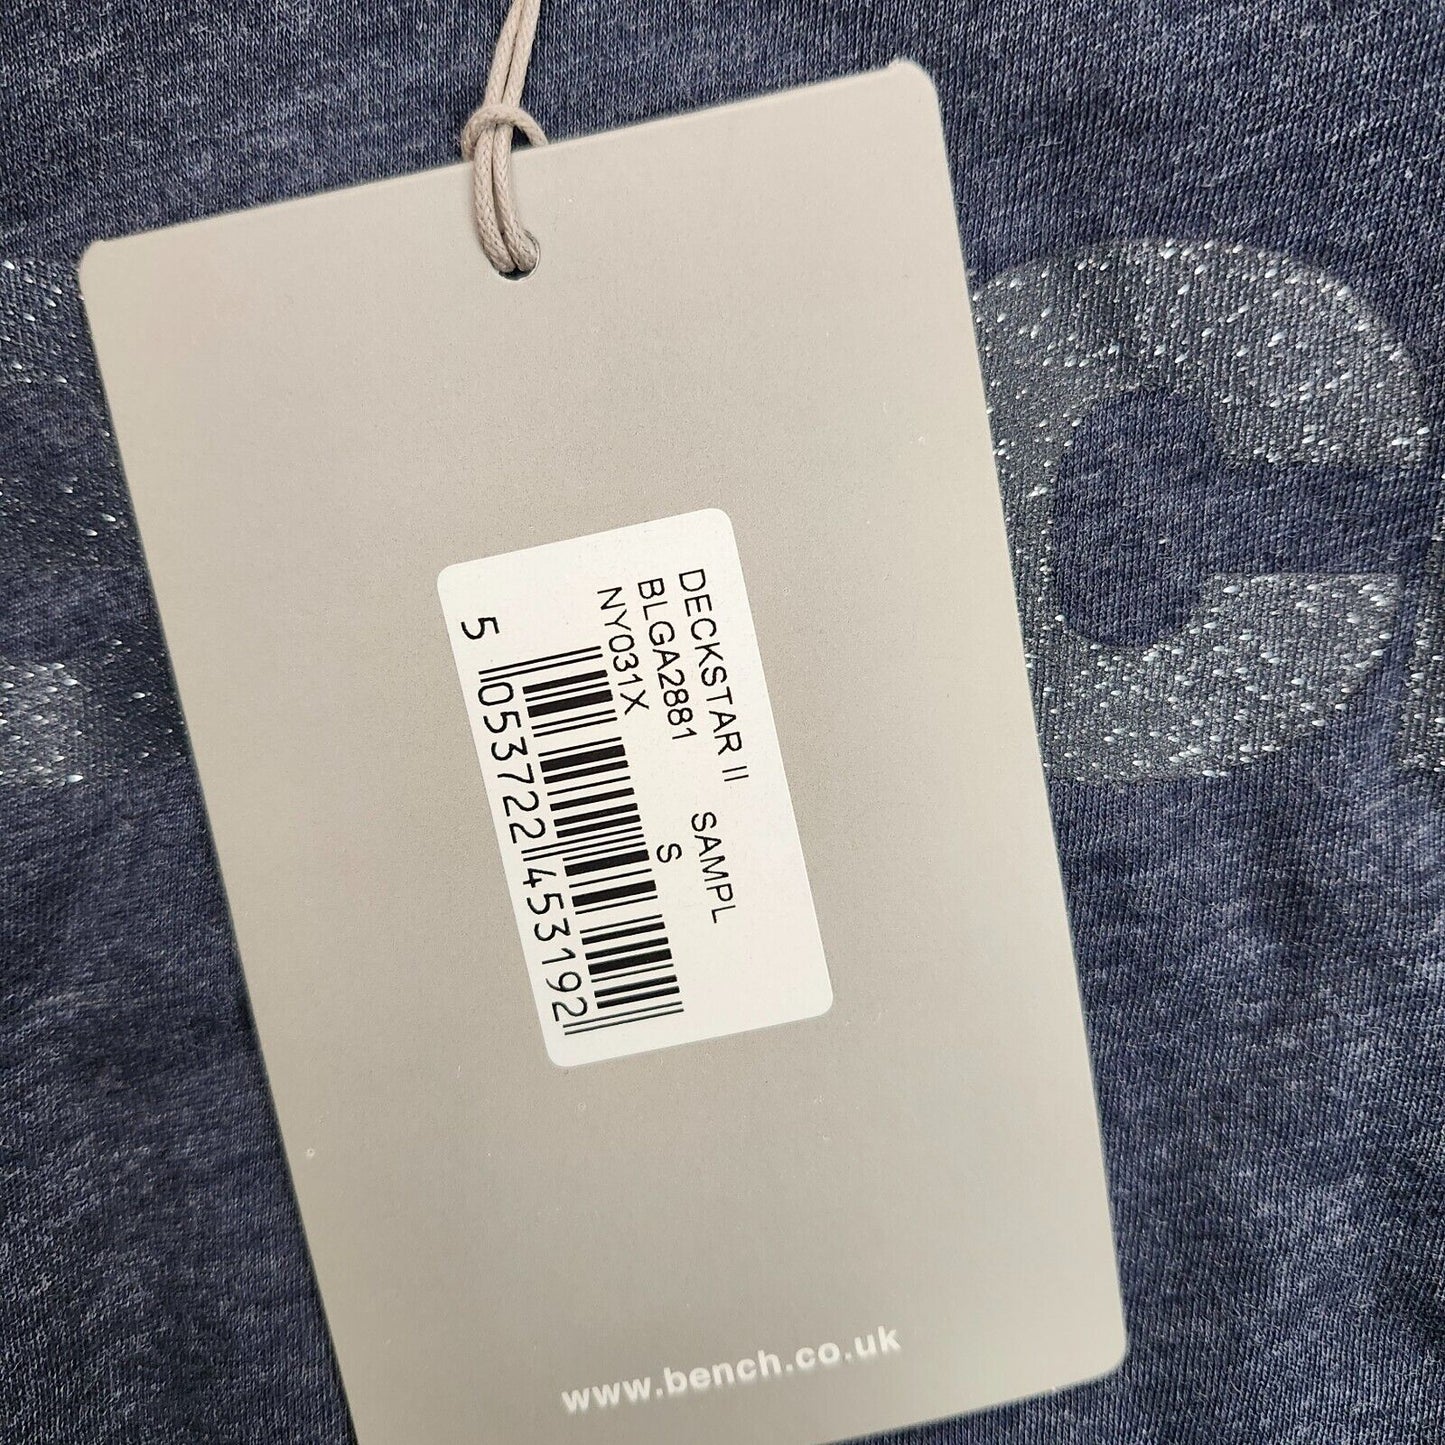 DECKSTAR II SAMPL
BLGA2881 S
NY031X
5 053722 453192
www.bench.co.uk